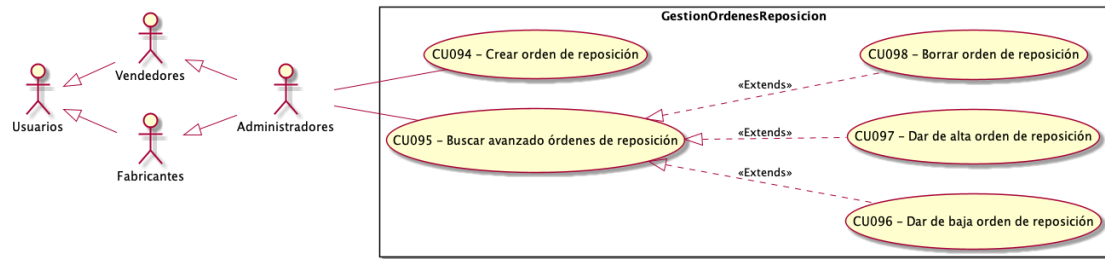 GestionOrdenesReposicion
Usuarios
Vendedores
Fabricantes
Administradores
CU094 - Crear orden de reposición
CU095 - Buscar avanzado órdenes de reposición
«Extends»
«Extends»
«Extends»
CU098 - Borrar orden de reposición
CU097 - Dar de alta orden de reposición
CU096 - Dar de baja orden de reposición